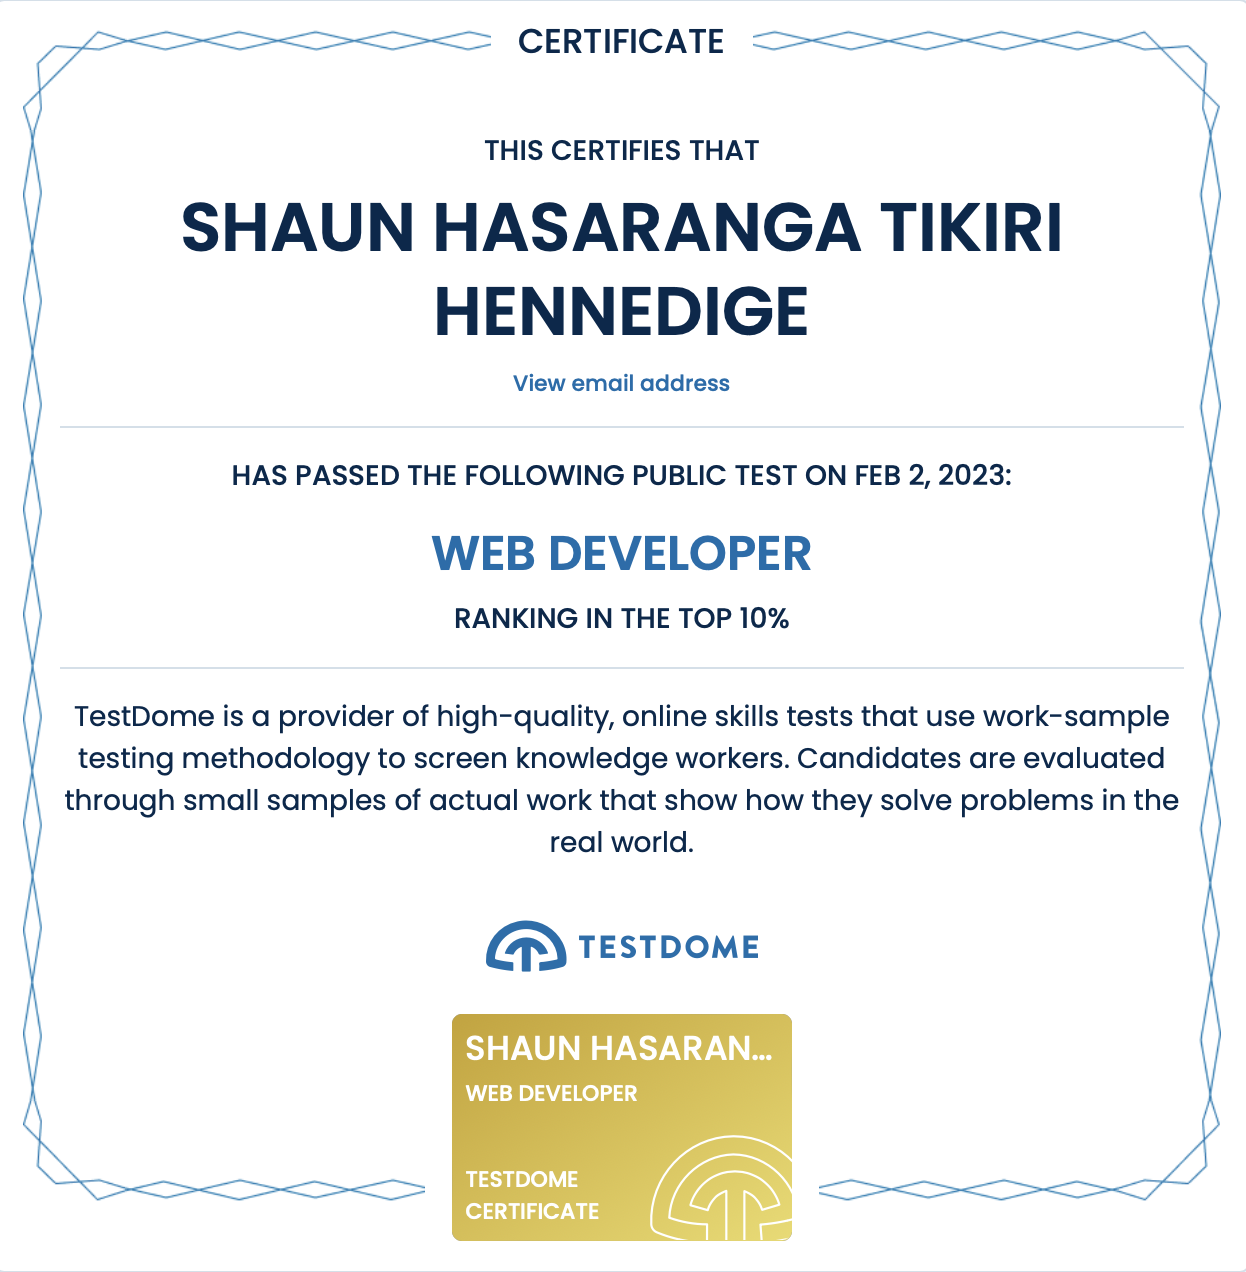 CERTIFICATE
THIS CERTIFIES THAT
SHAUN HASARANGA TIKIRI
HENNEDIGE
View email address
HAS PASSED THE FOLLOWING PUBLIC TEST ON FEB 2, 2023:
WEB DEVELOPER
RANKING IN THE TOP 10%
TestDome is a provider of high-quality, online skills tests that use work-sample
testing methodology to screen knowledge workers. Candidates are evaluated
through small samples of actual work that show how they solve problems in the
real world.
TESTDOME
SHAUN HASARAN...
WEB DEVELOPER
TESTDOME
CERTIFICATE